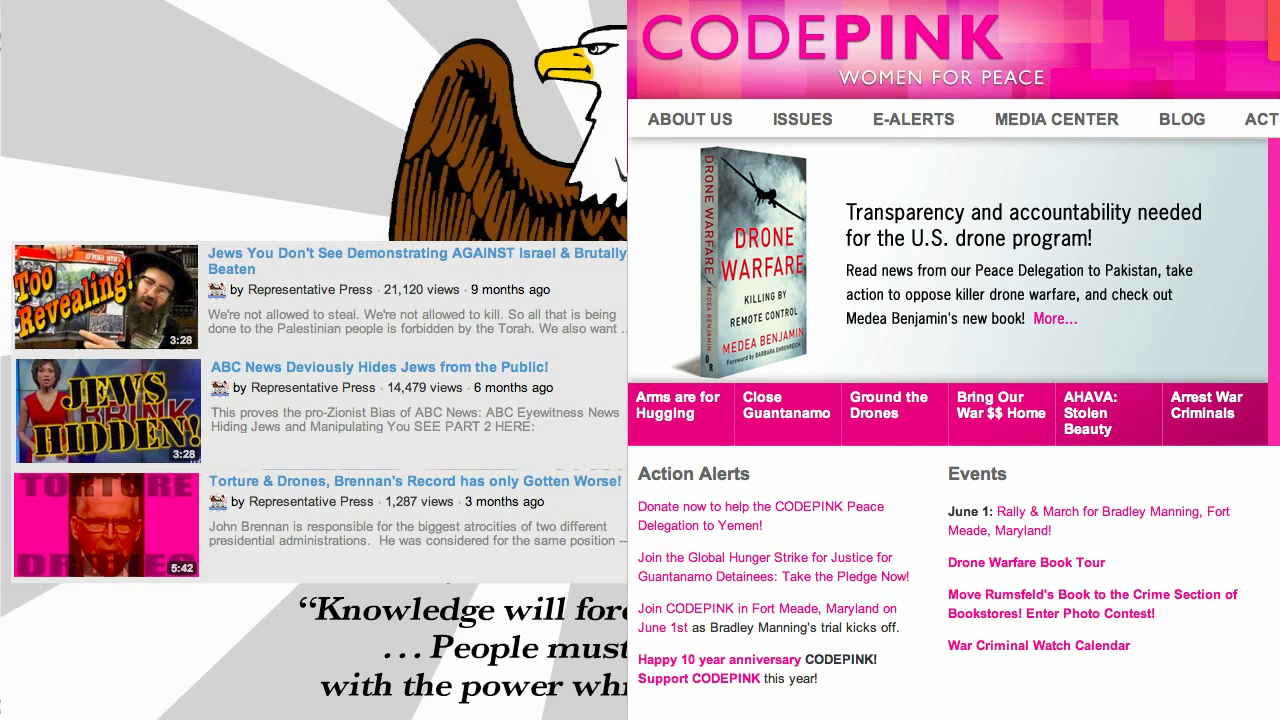 Too
Revealing!
3:28
Jews You Don't See Demonstrating AGAINST Israel & Brutally
Beaten
by Representative Press · 21,120 views · 9 months ago
We're not allowed to steal. We're not allowed to kill. So all that is being
done to the Palestinian people is forbidden by the Torah. We also want ..
JEWS
HIDDEN!
3:28
ABC News Deviously Hides Jews from the Public!
by Representative Press · 14,479 views · 6 months ago
This proves the pro-Zionist Bias of ABC News: ABC Eyewitness News
Hiding Jews and Manipulating You SEE PART 2 HERE:
TORTURE
DRONES
5:42
Torture & Drones, Brennan's Record has only Gotten Worse!
by Representative Press · 1,287 views · 3 months ago
John Brennan is responsible for the biggest atrocities of two different
presidential administrations. He was considered for the same position --
“Knowledge will for
. . . People must
with the power wh
CODEPINK
WOMEN FOR PEACE
ABOUT US ISSUES E-ALERTS MEDIA CENTER BLOG ACT
DRONE WARFARE MEDEA BENJAMIN
DRONE
WARFARE
KILLING BY
REMOTE CONTROL
MEDEA BENJAMIN
Foreword by BARBARA EHRENREICH
Transparency and accountability needed
for the U.S. drone program!
Read news from our Peace Delegation to Pakistan, take
action to oppose killer drone warfare, and check out
Medea Benjamin's new book! More...
Arms are for
Hugging
Close
Guantanamo
Ground the
Drones
Bring Our
War $$ Home
AHAVA:
Stolen
Beauty
Arrest War
Criminals
Action Alerts
Donate now to help the CODEPINK Peace
Delegation to Yemen!
Join the Global Hunger Strike for Justice for
Guantanamo Detainees: Take the Pledge Now!
Join CODEPINK in Fort Meade, Maryland on
June 1st as Bradley Manning's trial kicks off.
Happy 10 year anniversary CODEPINK!
Support CODEPINK this year!
Events
June 1: Rally & March for Bradley Manning, Fort
Meade, Maryland!
Drone Warfare Book Tour
Move Rumsfeld's Book to the Crime Section of
Bookstores! Enter Photo Contest!
War Criminal Watch Calendar